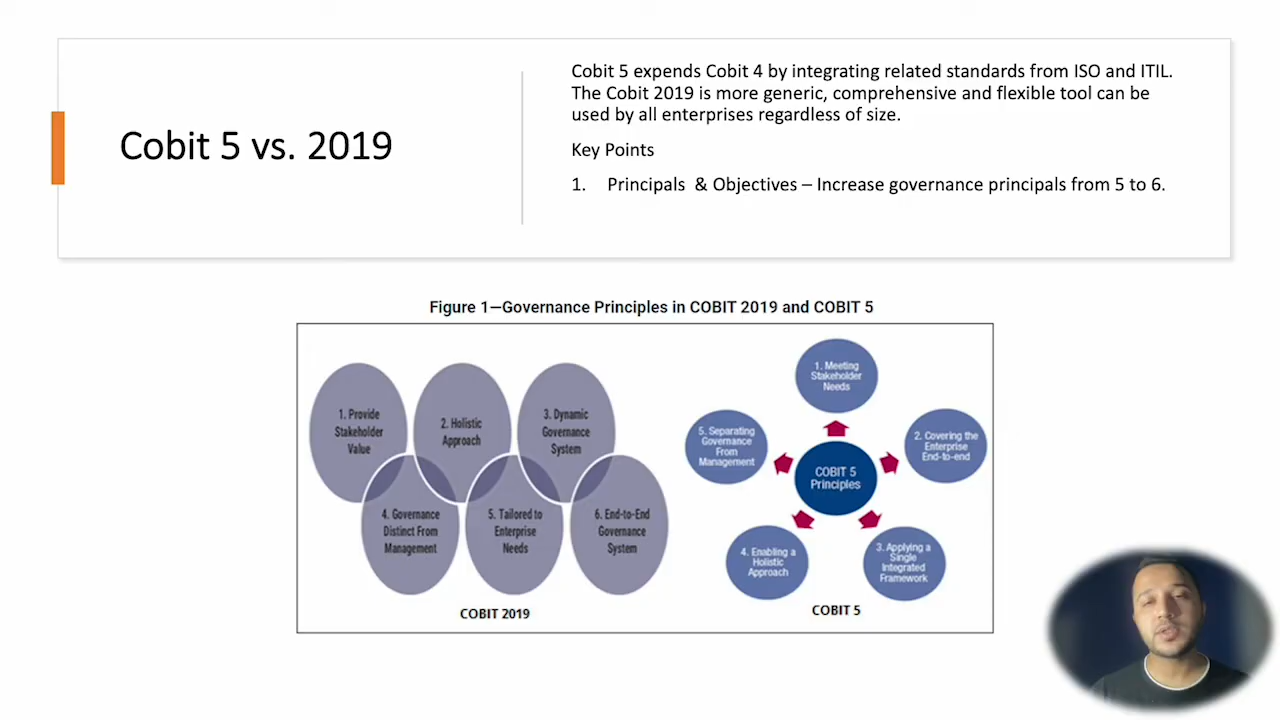 Cobit 5 vs. 2019
Cobit 5 expends Cobit 4 by integrating related standards from ISO and ITIL.
The Cobit 2019 is more generic, comprehensive and flexible tool can be
used by all enterprises regardless of size.
Key Points
1. Principals & Objectives – Increase governance principals from 5 to 6.
Figure 1—Governance Principles in COBIT 2019 and COBIT 5
1. Provide
Stakeholder
Value
2. Holistic
Approach
3. Dynamic
Governance
System
4. Governance
Distinct From
Management
5. Tailored to
Enterprise
Needs
6. End-to-End
Governance
System
COBIT 2019
1. Meeting
Stakeholder
Needs
2. Covering the
Enterprise
End-to-end
3. Applying a
Single
Integrated
Framework
4. Enabling a
Holistic
Approach
5. Separating
Governance
From
Management
COBIT 5
Principles
COBIT 5